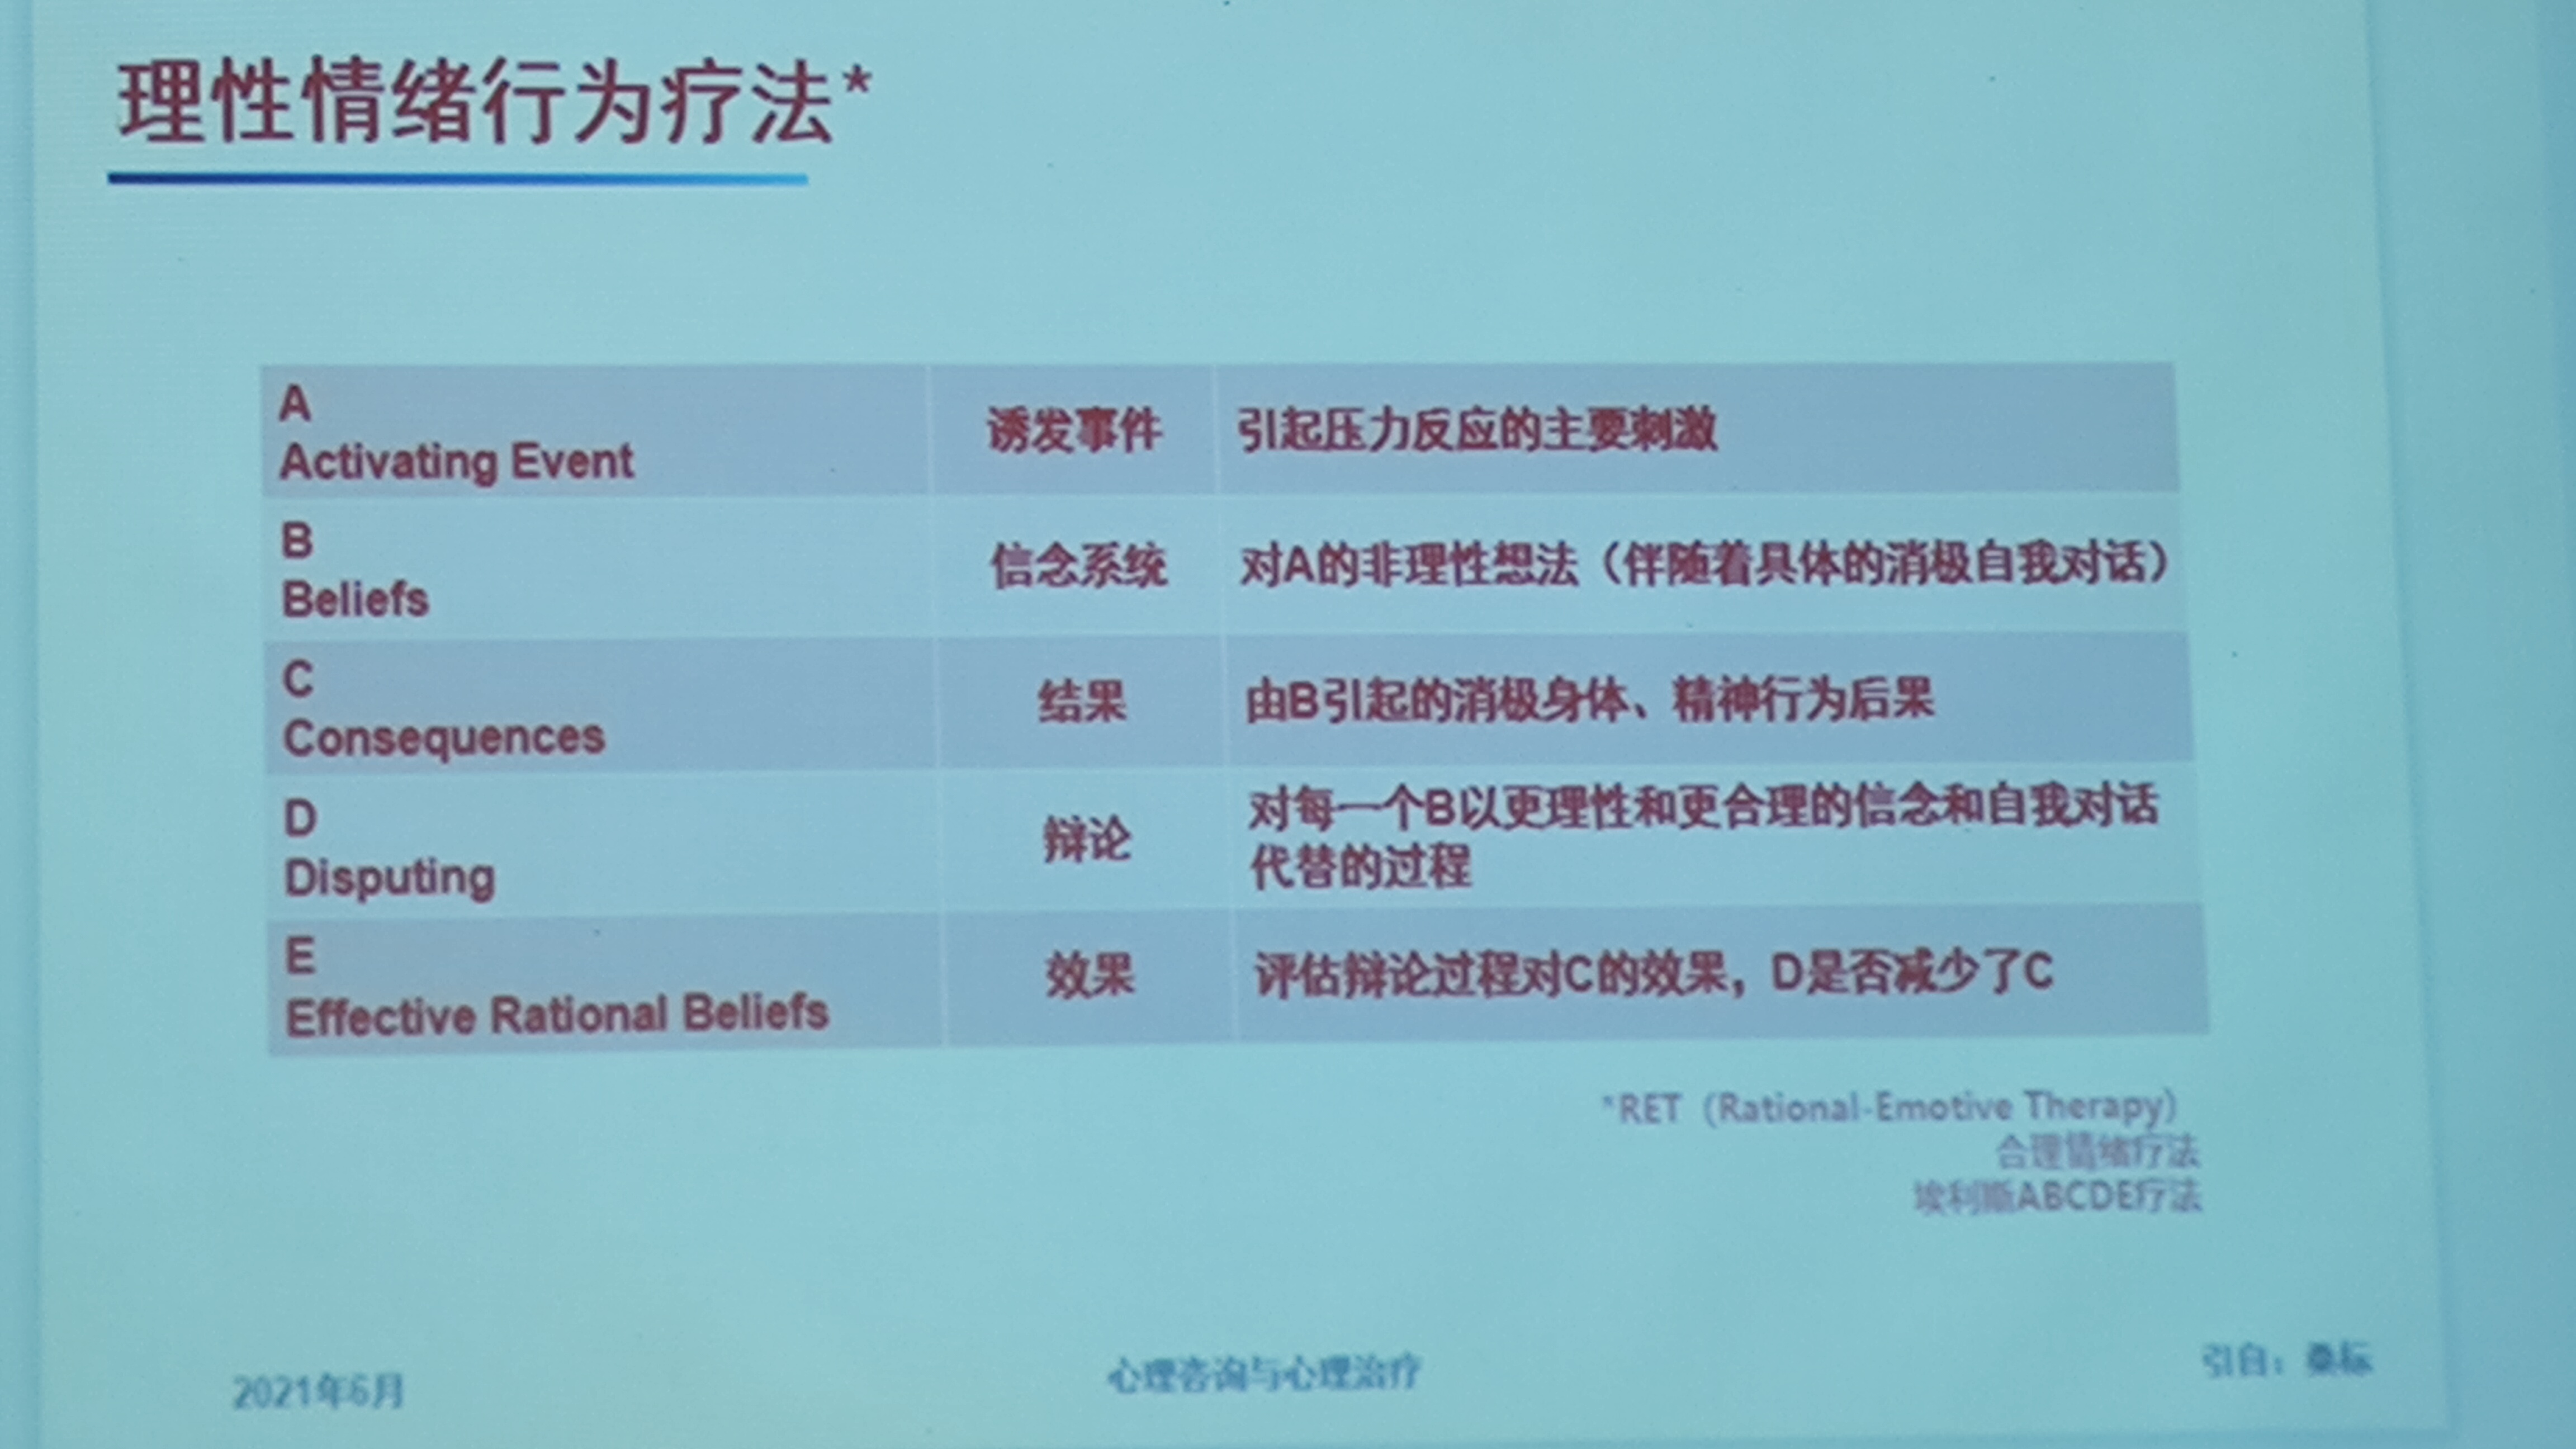 理性情绪行为疗法*
A
Activating Event
诱发事件
引起压力反应的主要刺激
B
Beliefs
信念系统
对A的非理性想法（伴随着具体的消极自我对话）
C
Consequences
结果
由B引起的消极身体、精神行为后果
D
Disputing
辩论
对每一个B以更理性和更合理的信念和自我对话
代替的过程
E
Effective Rational Beliefs
效果
评估辩论过程对C的效果，D是否减少了C
*RET（Rational-Emotive Therapy）
合理情绪疗法
埃利斯ABCDE疗法
2021年6月
心理咨询与心理治疗
引自：桑标